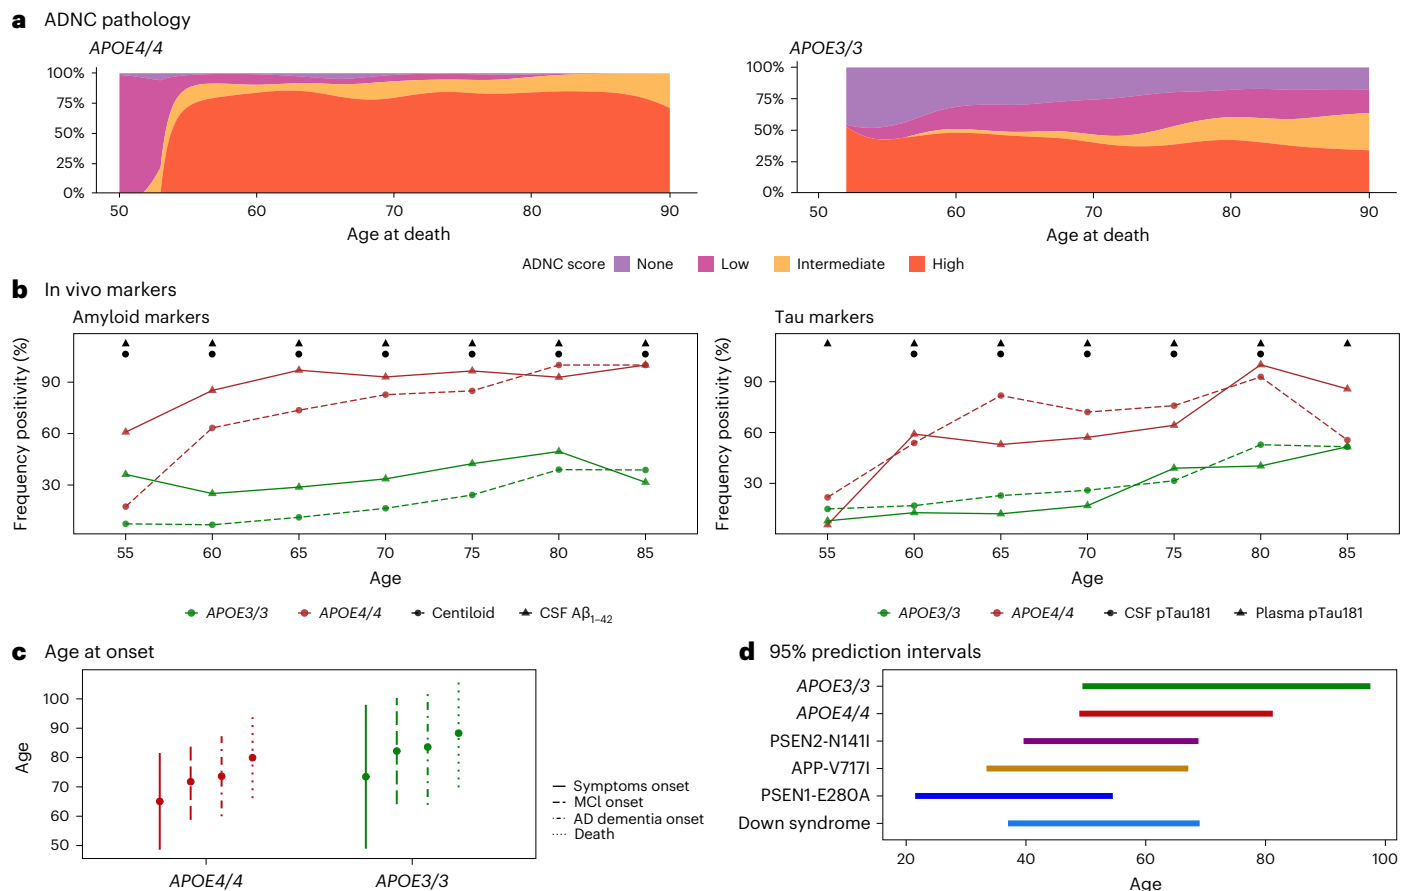 a ADNC pathology
APOE4/4
100%
75%
50%
25%
0%
50 60 70 80 90
Age at death
APOE3/3
100%
75%
50%
25%
0%
50 60 70 80 90
Age at death
ADNC score None Low Intermediate High
b In vivo markers
Amyloid markers
Frequency positivity (%)
90
60
30
55 60 65 70 75 80 85
Age
APOE3/3 APOE4/4 Centiloid CSF Aβ1–42
Tau markers
Frequency positivity (%)
90
60
30
55 60 65 70 75 80 85
Age
APOE3/3 APOE4/4 CSF pTau181 Plasma pTau181
c Age at onset
Age
100
90
80
70
60
50
APOE4/4 APOE3/3
Symptoms onset
MCI onset
AD dementia onset
Death
d 95% prediction intervals
APOE3/3
APOE4/4
PSEN2-N141I
APP-V717I
PSEN1-E280A
Down syndrome
20 40 60 80 100
Age